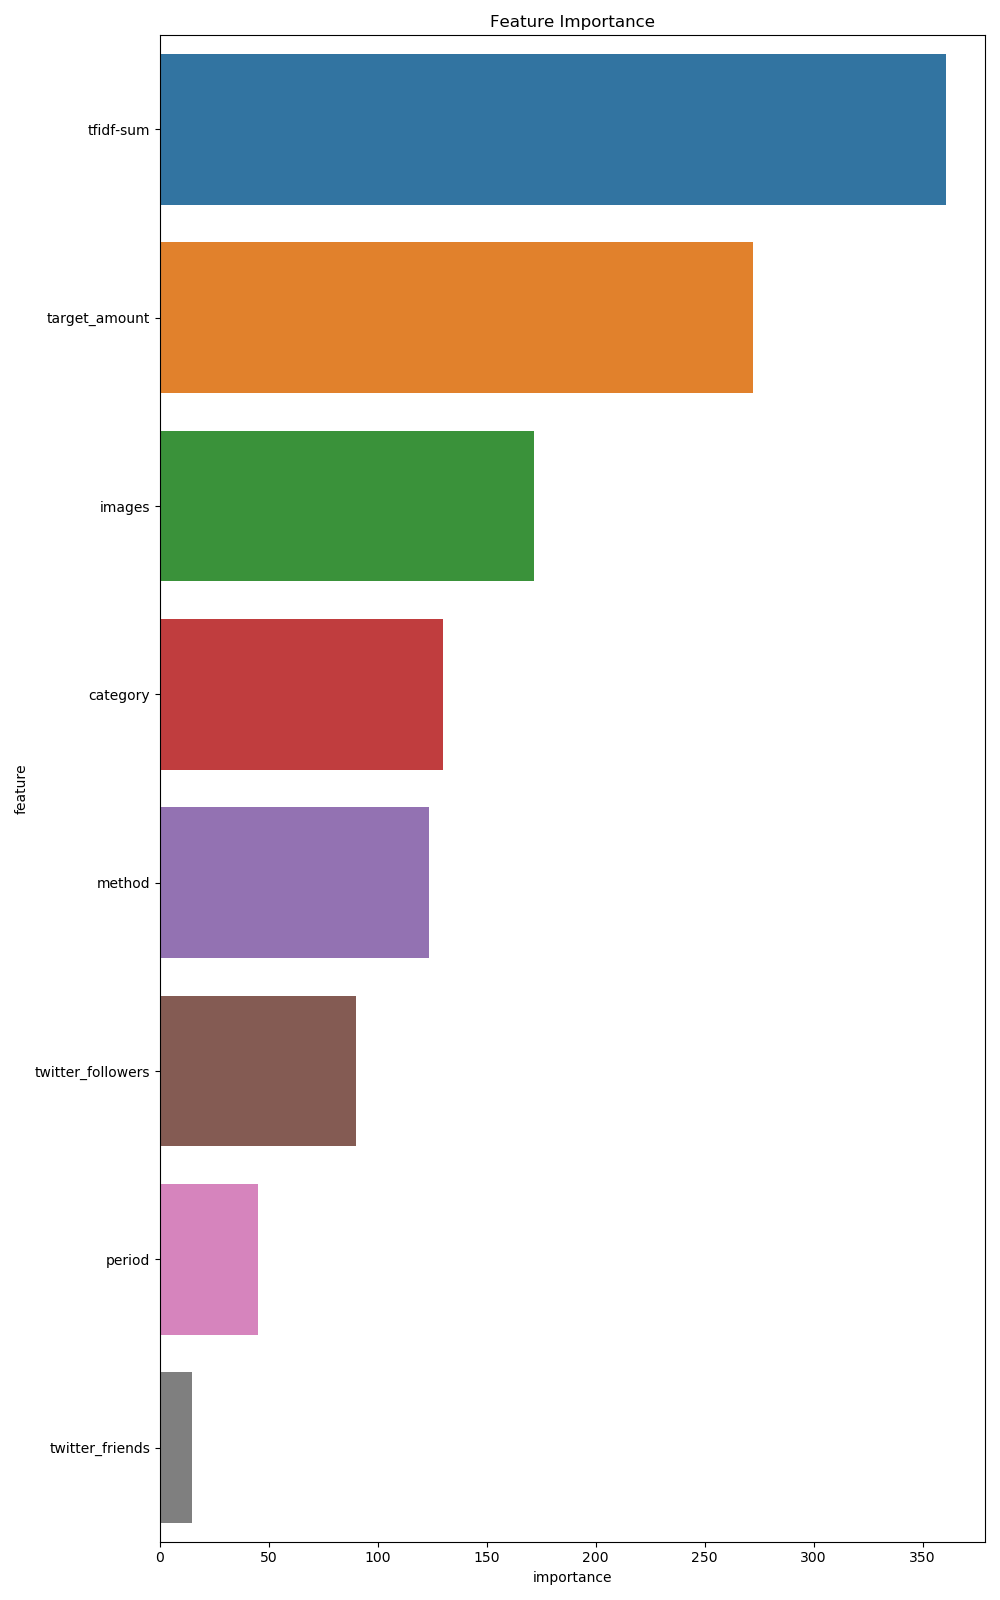 Feature Importance
tfidf-sum
target_amount
images
category
method
twitter_followers
period
twitter_friends
feature
0 50 100 150 200 250 300 350
importance